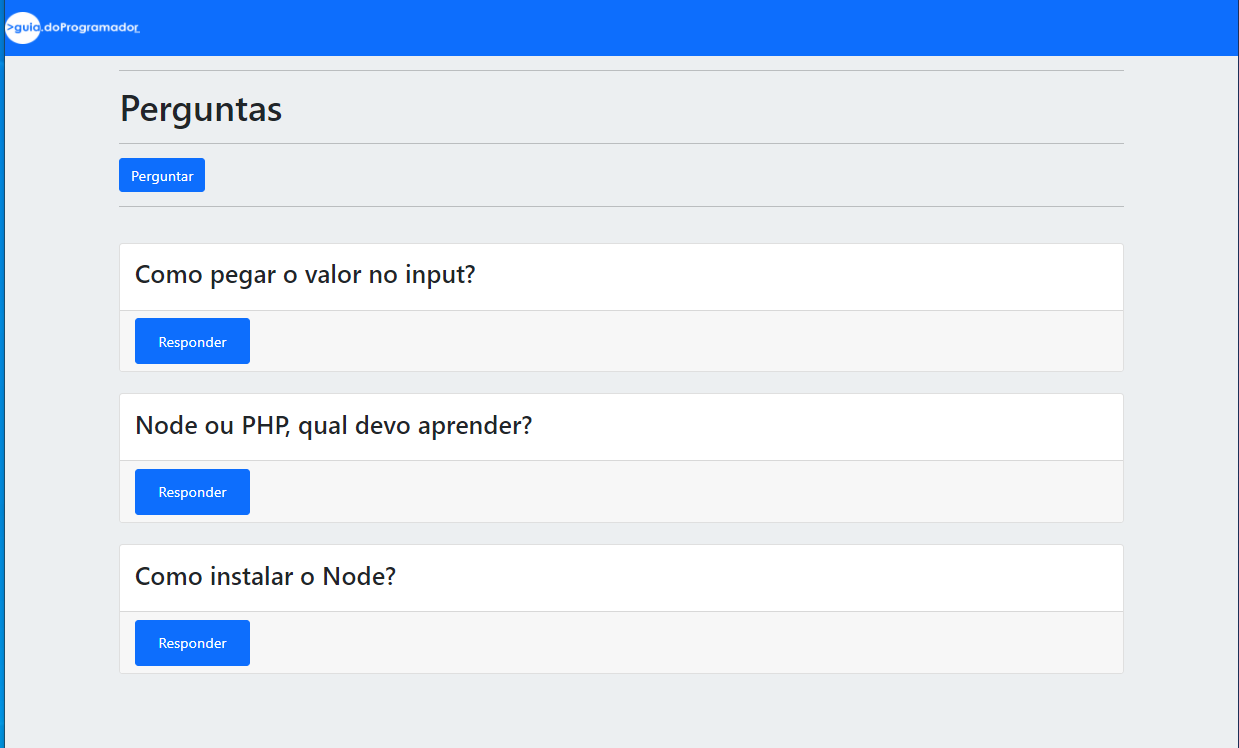 >guia.doProgramador_
Perguntas
Perguntar
Como pegar o valor no input?
Responder
Node ou PHP, qual devo aprender?
Responder
Como instalar o Node?
Responder